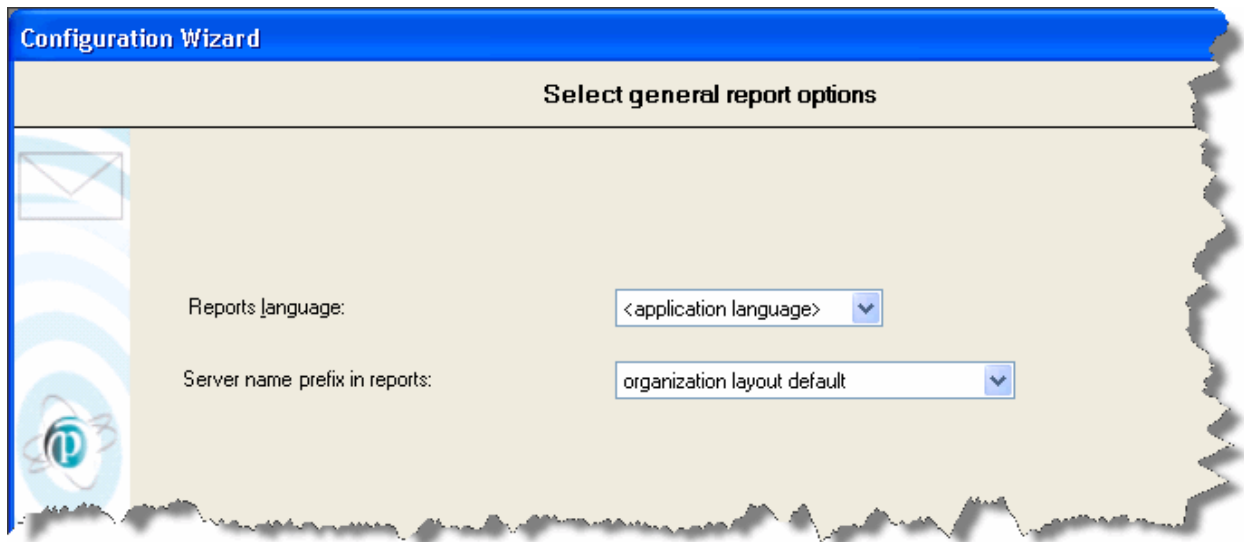 Configuration Wizard
Select general report options
Reports language:
<application language>
Server name prefix in reports:
organization layout default
p